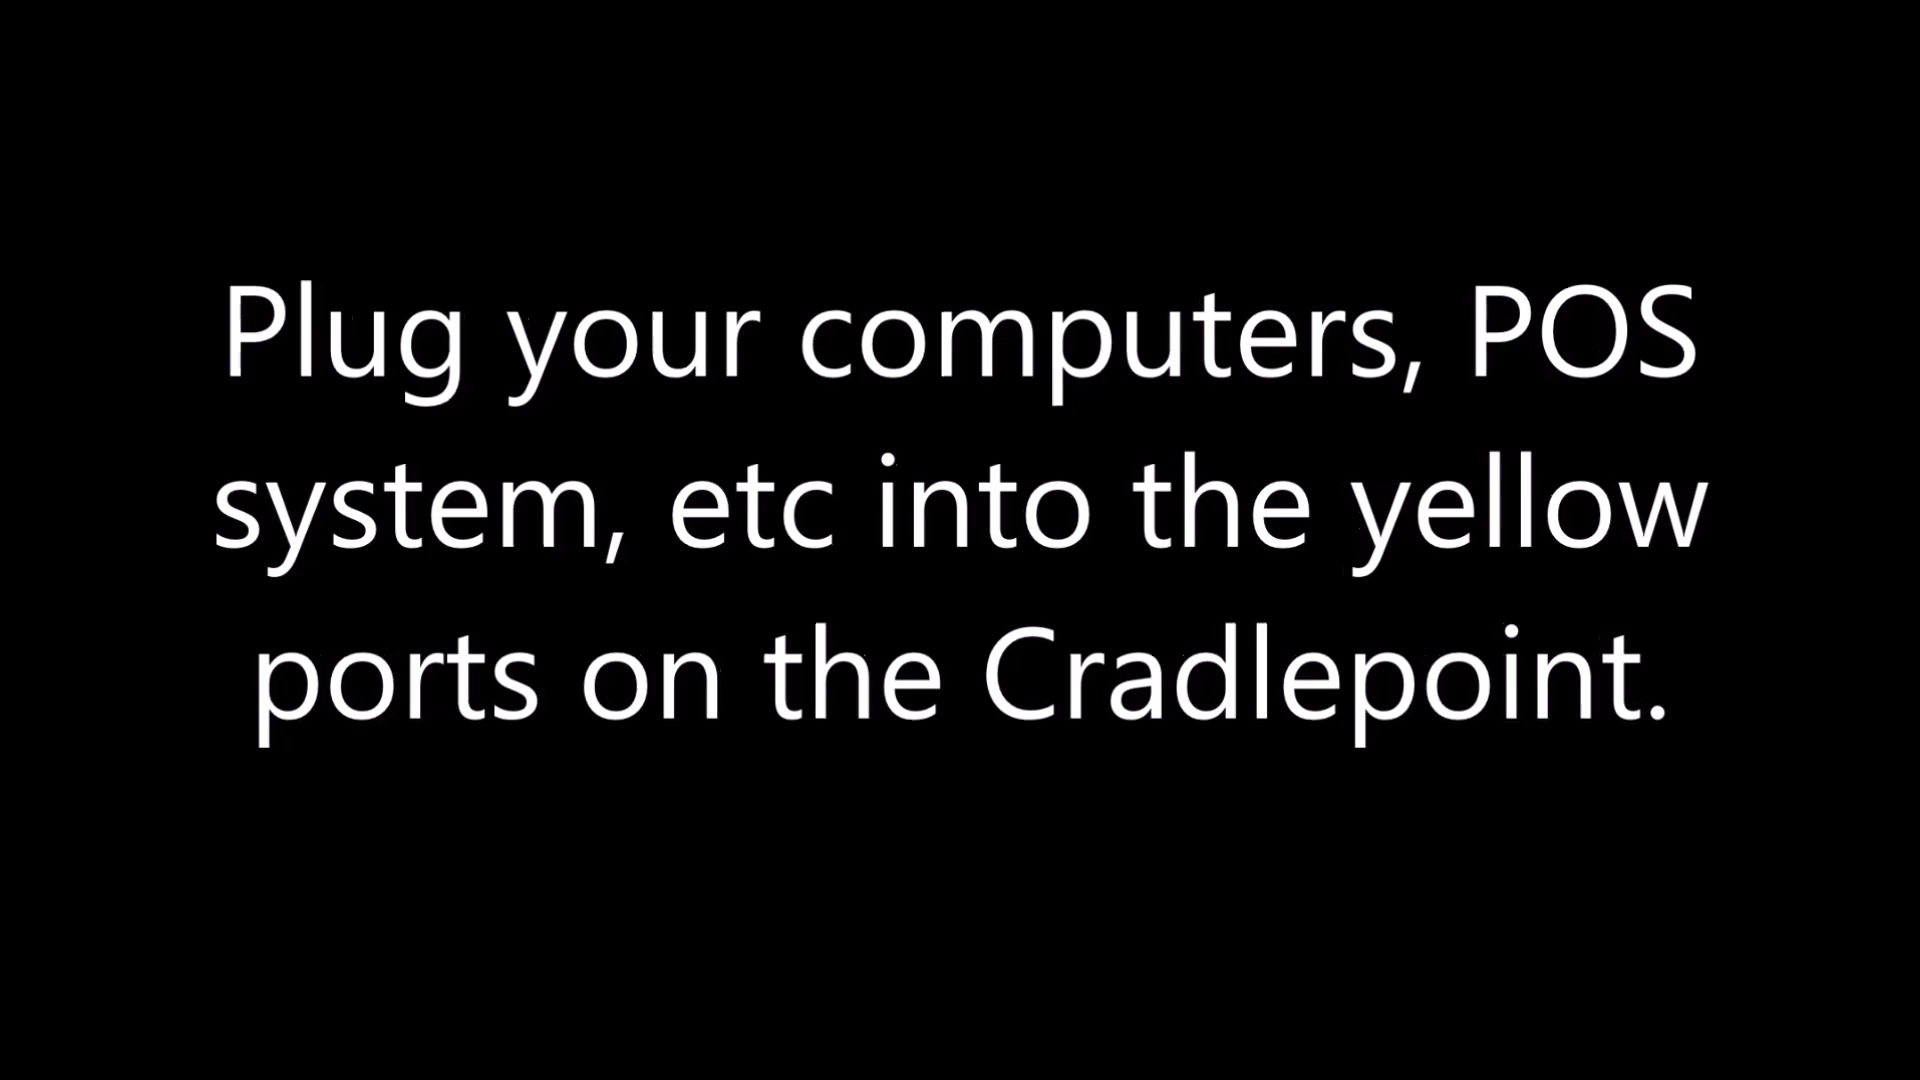 Plug your computers, POS
system, etc into the yellow
ports on the Cradlepoint.